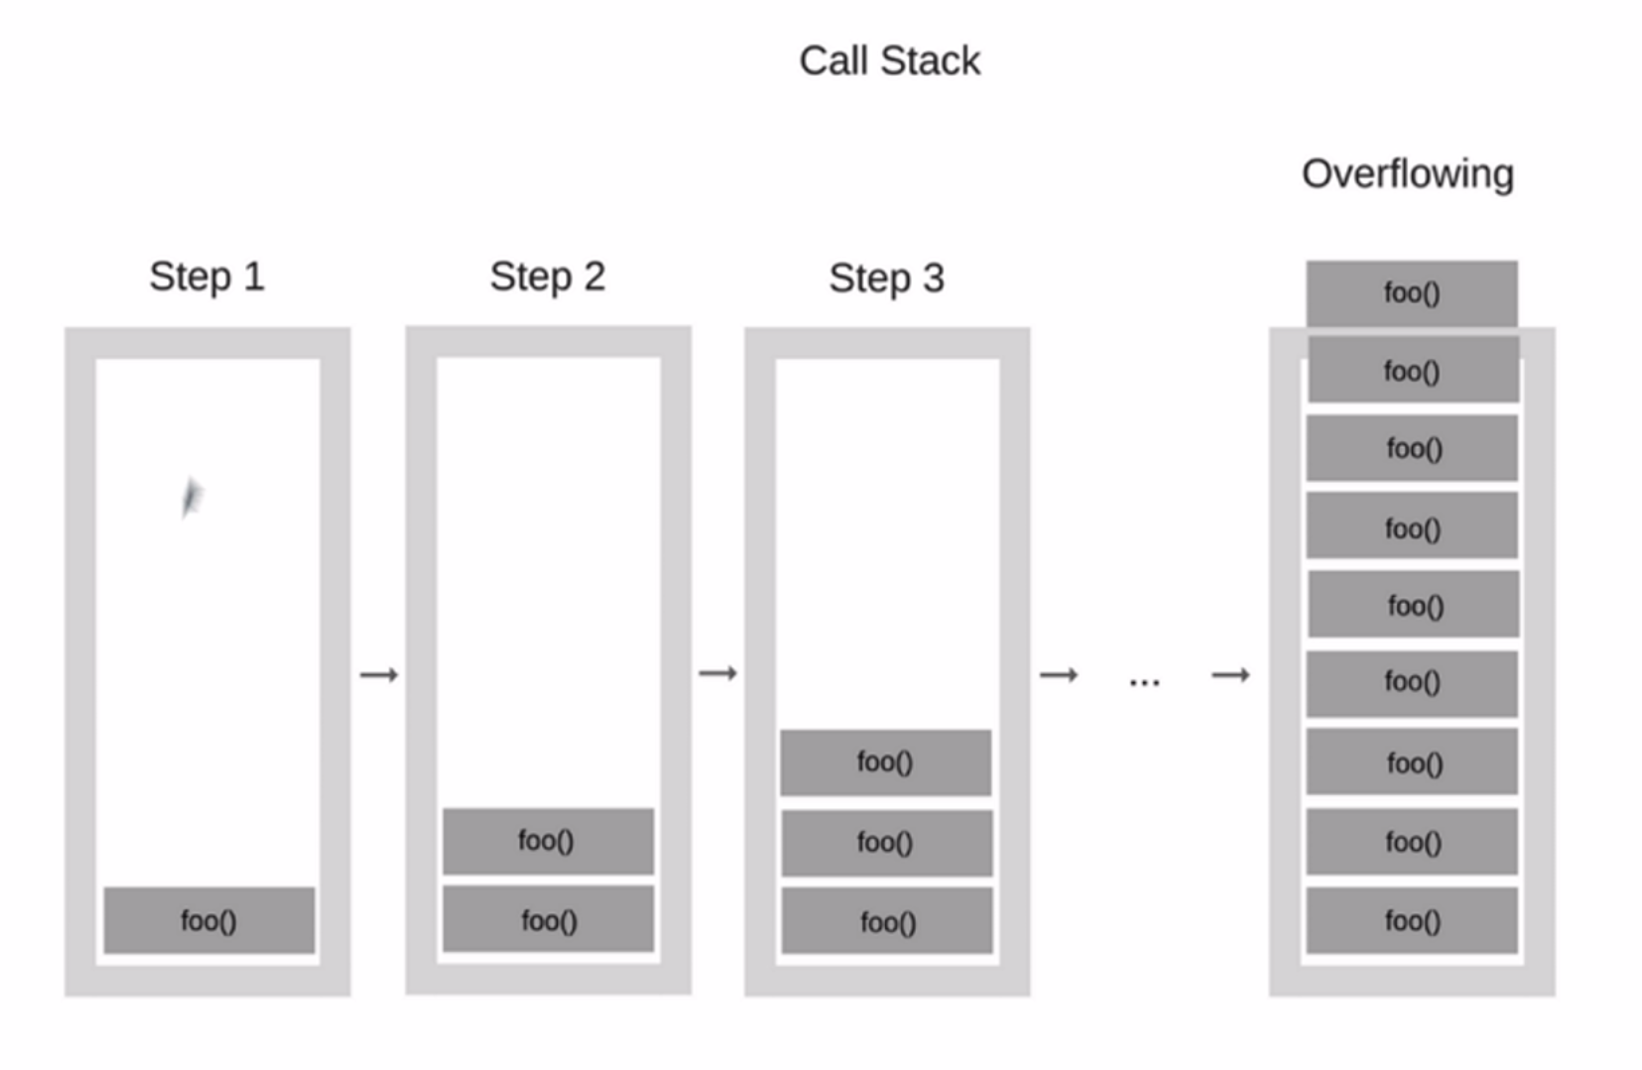 Call Stack
Overflowing
Step 1
Step 2
Step 3
foo()
foo()
foo()
foo()
foo()
foo()
→
→
→
...
→
foo()
foo()
foo()
foo()
foo()
foo()
foo()
foo()
foo()